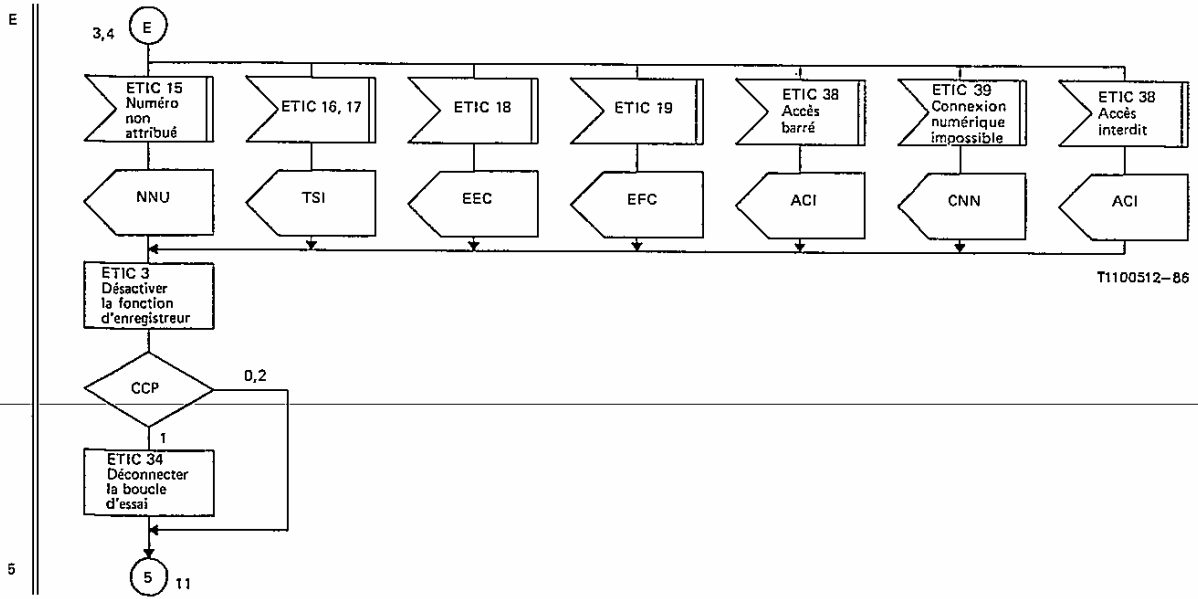 E
3,4
E
ETIC 15
Numéro
non
attribué
ETIC 16, 17
ETIC 18
ETIC 19
ETIC 38
Accès
barré
ETIC 39
Connexion
numérique
impossible
ETIC 38
Accès
interdit
NNU
TSI
EEC
EFC
ACI
CNN
ACI
T1100512-86
ETIC 3
Désactiver
la fonction
d'enregistreur
CCP
0,2
1
ETIC 34
Déconnecter
la boucle
d'essai
5
5
11